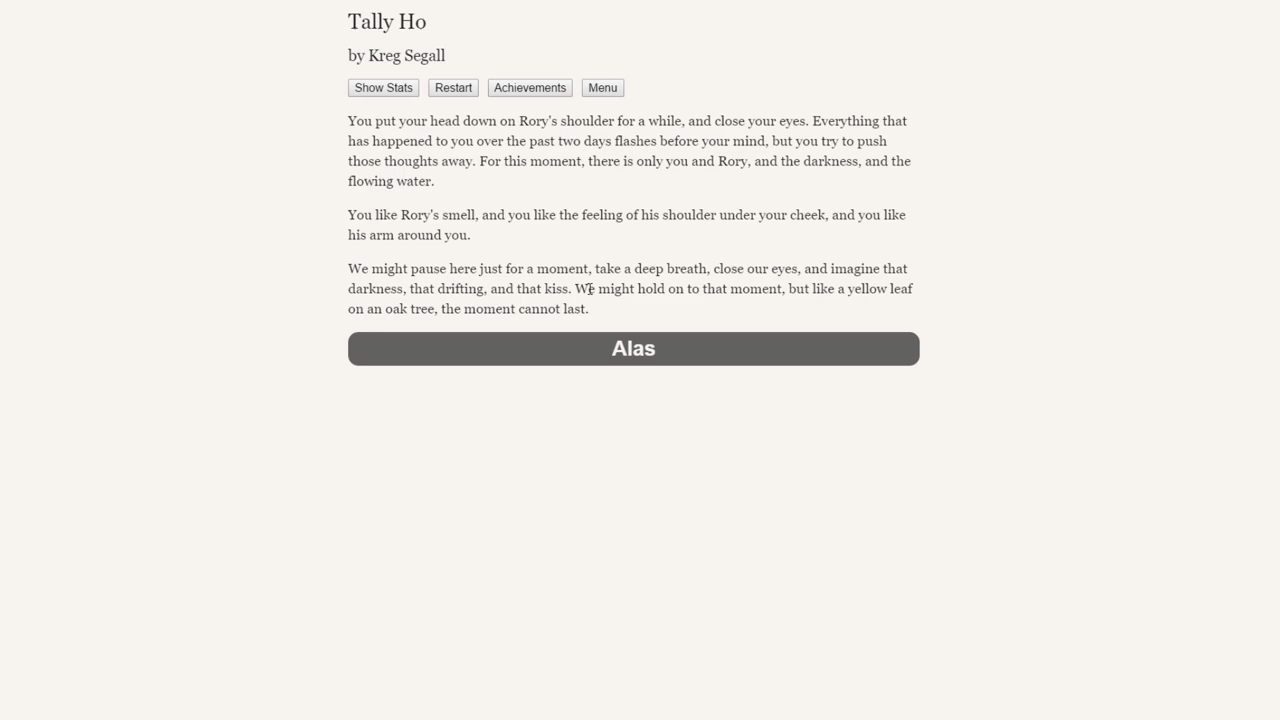 Tally Ho
by Kreg Segall
Show Stats Restart Achievements Menu
You put your head down on Rory's shoulder for a while, and close your eyes. Everything that
has happened to you over the past two days flashes before your mind, but you try to push
those thoughts away. For this moment, there is only you and Rory, and the darkness, and the
flowing water.
You like Rory's smell, and you like the feeling of his shoulder under your cheek, and you like
his arm around you.
We might pause here just for a moment, take a deep breath, close our eyes, and imagine that
darkness, that drifting, and that kiss. We might hold on to that moment, but like a yellow leaf
on an oak tree, the moment cannot last.
Alas